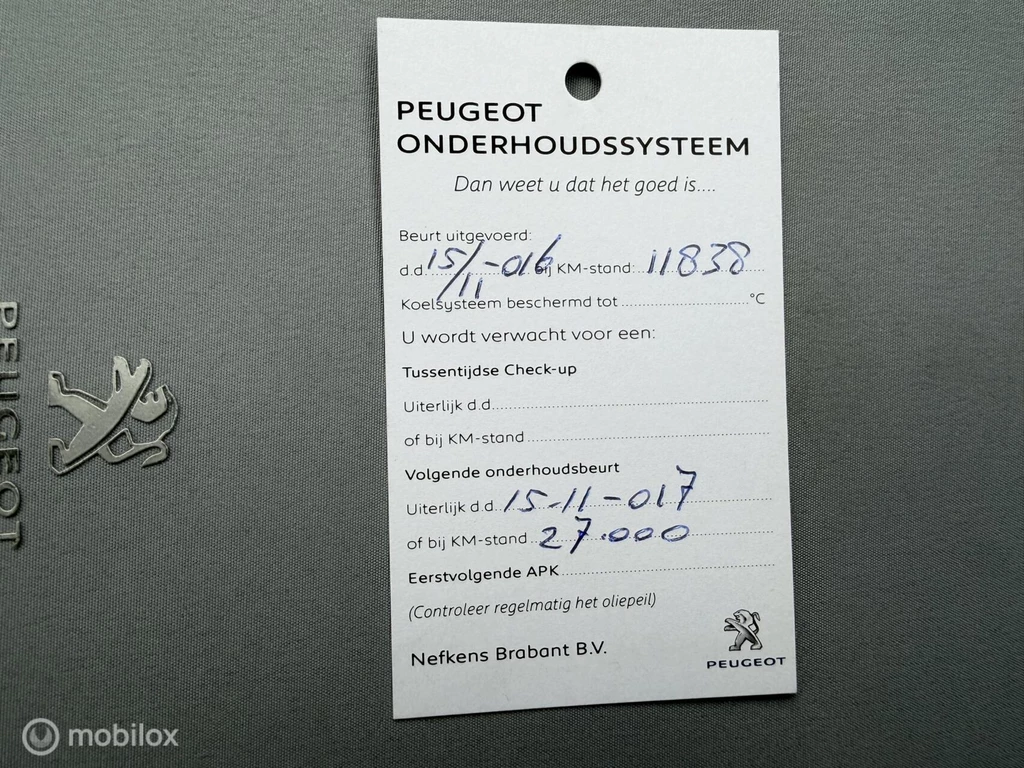 PEUGEOT
ONDERHOUDSSYSTEEM
Dan weet u dat het goed is....
Beurt uitgevoerd:
d.d. 15/11-016 bij KM-stand: 11838
Koelsysteem beschermd tot ............ °C
U wordt verwacht voor een:
Tussentijdse Check-up
Uiterlijk d.d.
of bij KM-stand
Volgende onderhoudsbeurt
Uiterlijk d.d. 15-11-017
of bij KM-stand 27.000
Eerstvolgende APK
(Controleer regelmatig het oliepeil)
Nefkens Brabant B.V.
PEUGEOT
PEUGEOT
mobilox